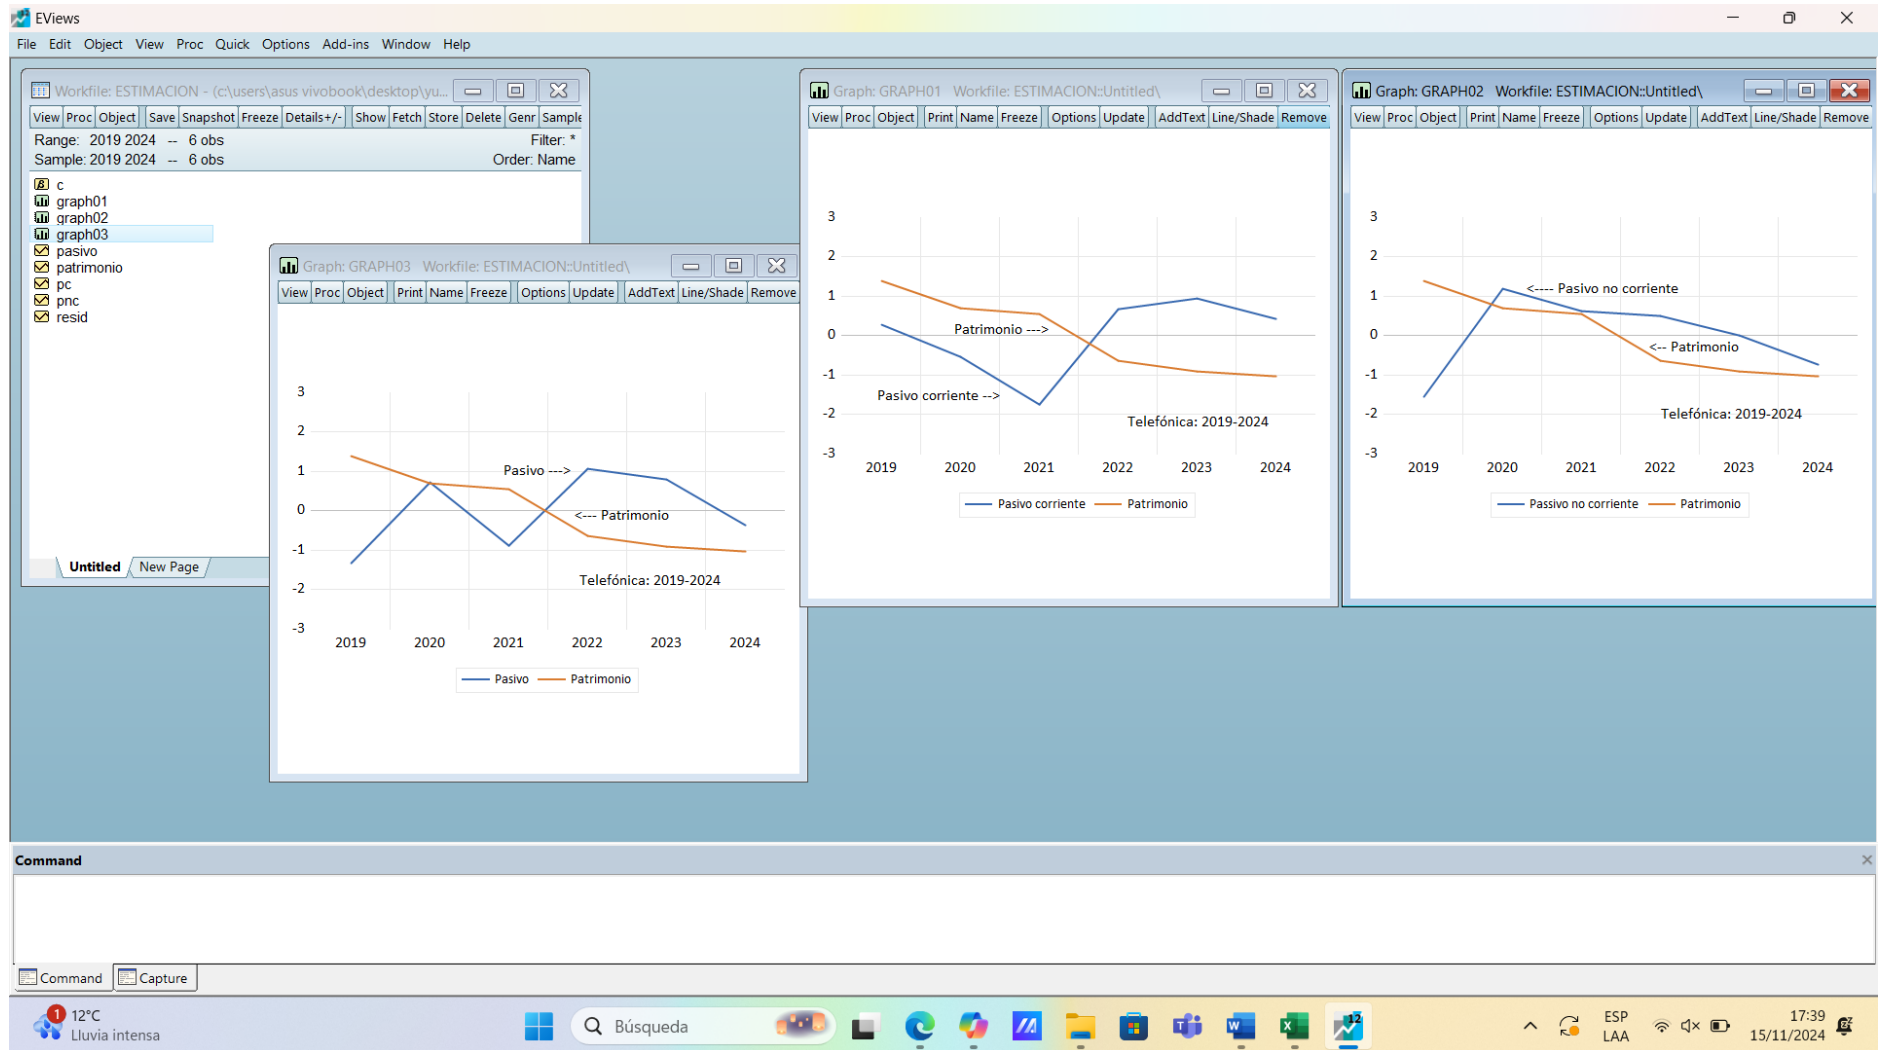 EViews
File Edit Object View Proc Quick Options Add-ins Window Help
Workfile: ESTIMACION - (c:\users\asus vivobook\desktop\yu...
View Proc Object Save Snapshot Freeze Details+/- Show Fetch Store Delete Genr Sample
Range: 2019 2024 -- 6 obs
Filter: *
Sample: 2019 2024 -- 6 obs
Order: Name
c
graph01
graph02
graph03
pasivo
patrimonio
pc
pnc
resid
Untitled New Page
Graph: GRAPH03 Workfile: ESTIMACION::Untitled\
View Proc Object Print Name Freeze Options Update AddText Line/Shade Remove
3
2
1
0
-1
-2
-3
Pasivo --->
<--- Patrimonio
Telefónica: 2019-2024
2019 2020 2021 2022 2023 2024
Pasivo Patrimonio
Graph: GRAPH01 Workfile: ESTIMACION::Untitled\
View Proc Object Print Name Freeze Options Update AddText Line/Shade Remove
3
2
1
0
-1
-2
-3
Patrimonio --->
Pasivo corriente -->
Telefónica: 2019-2024
2019 2020 2021 2022 2023 2024
Pasivo corriente Patrimonio
Graph: GRAPH02 Workfile: ESTIMACION::Untitled\
View Proc Object Print Name Freeze Options Update AddText Line/Shade Remove
3
2
1
0
-1
-2
-3
<---- Pasivo no corriente
<-- Patrimonio
Telefónica: 2019-2024
2019 2020 2021 2022 2023 2024
Passivo no corriente Patrimonio
Command
Command Capture
1
12°C
Lluvia intensa
Búsqueda
12
ESP
LAA
17:39
15/11/2024